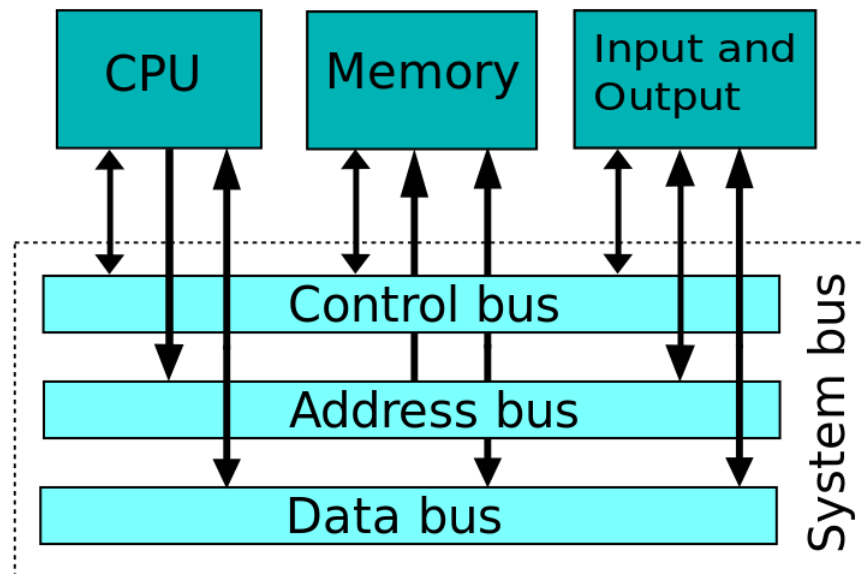 CPU
Memory
Input and
Output
Control bus
Address bus
Data bus
System bus